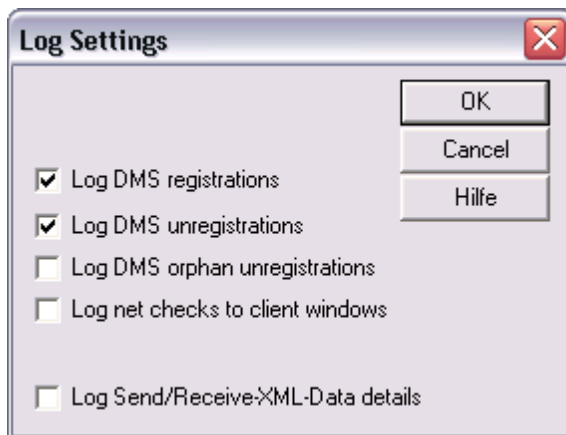 Log Settings
OK
Cancel
Hilfe
Log DMS registrations
Log DMS unregistrations
Log DMS orphan unregistrations
Log net checks to client windows
Log Send/Receive-XML-Data details